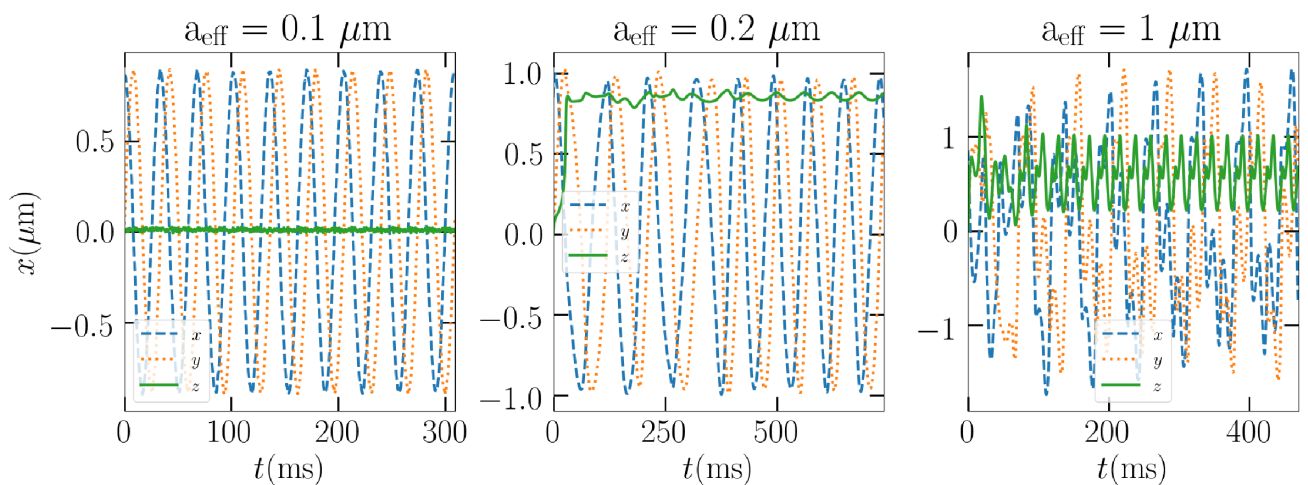 a_eff = 0.1 μm
a_eff = 0.2 μm
a_eff = 1 μm
x(μm)
0.5
0.0
−0.5
x
y
z
0
100
200
300
t(ms)
1.0
0.5
0.0
−0.5
−1.0
x
y
z
0
250
500
t(ms)
1
0
−1
x
y
z
0
200
400
t(ms)